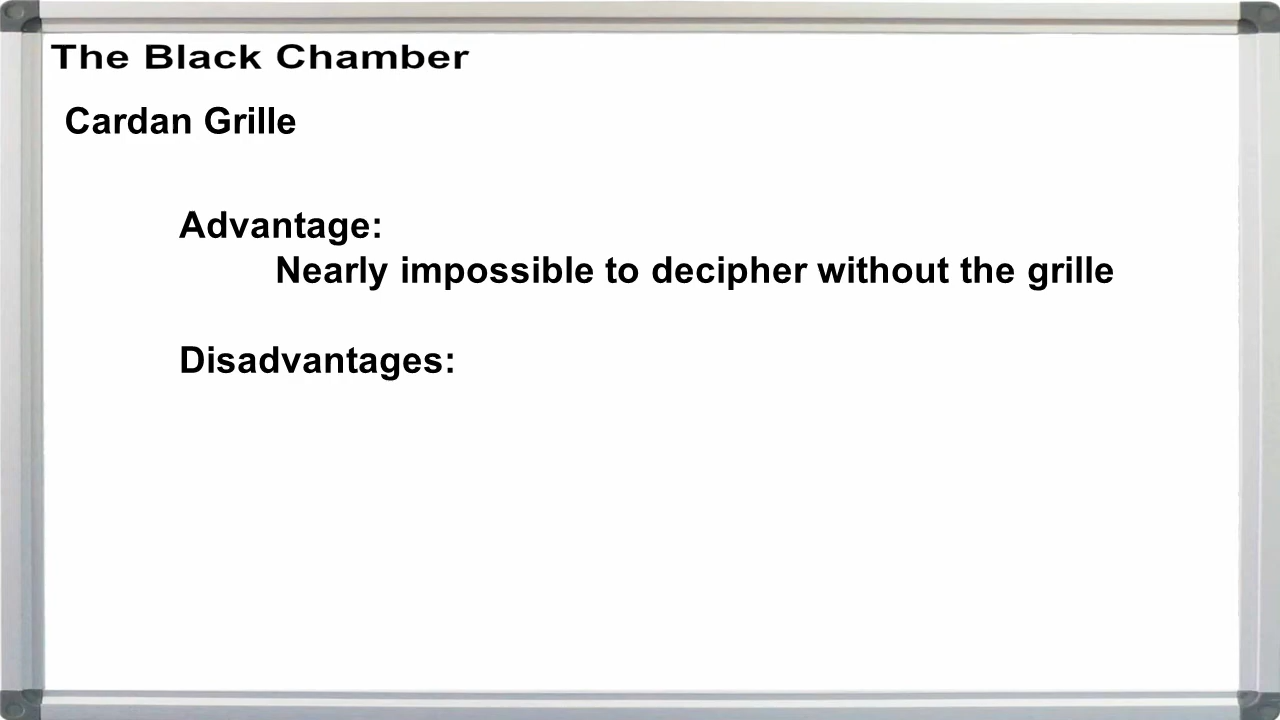 The Black Chamber
Cardan Grille
Advantage:
Nearly impossible to decipher without the grille
Disadvantages: